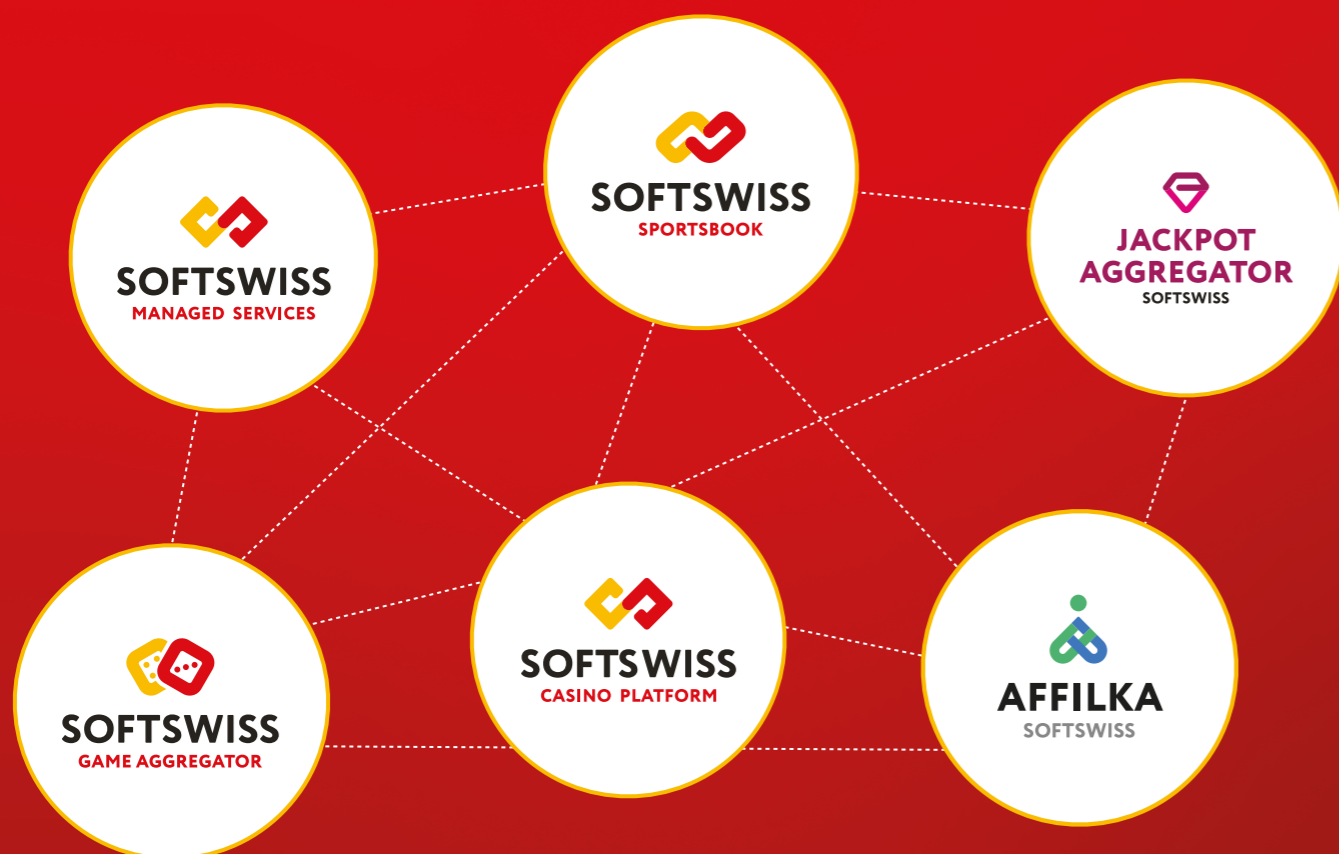 SOFTSWISS
MANAGED SERVICES
SOFTSWISS
SPORTSBOOK
JACKPOT
AGGREGATOR
SOFTSWISS
SOFTSWISS
GAME AGGREGATOR
SOFTSWISS
CASINO PLATFORM
AFFILKA
SOFTSWISS